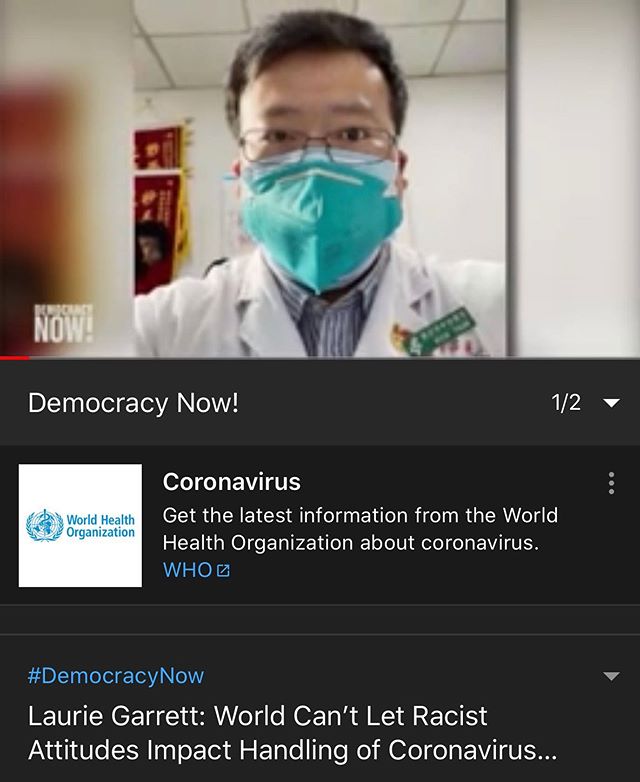 DEMOCRACY
NOW!
Democracy Now!
1/2
World Health
Organization
Coronavirus
Get the latest information from the World
Health Organization about coronavirus.
WHO
#DemocracyNow
Laurie Garrett: World Can’t Let Racist
Attitudes Impact Handling of Coronavirus...